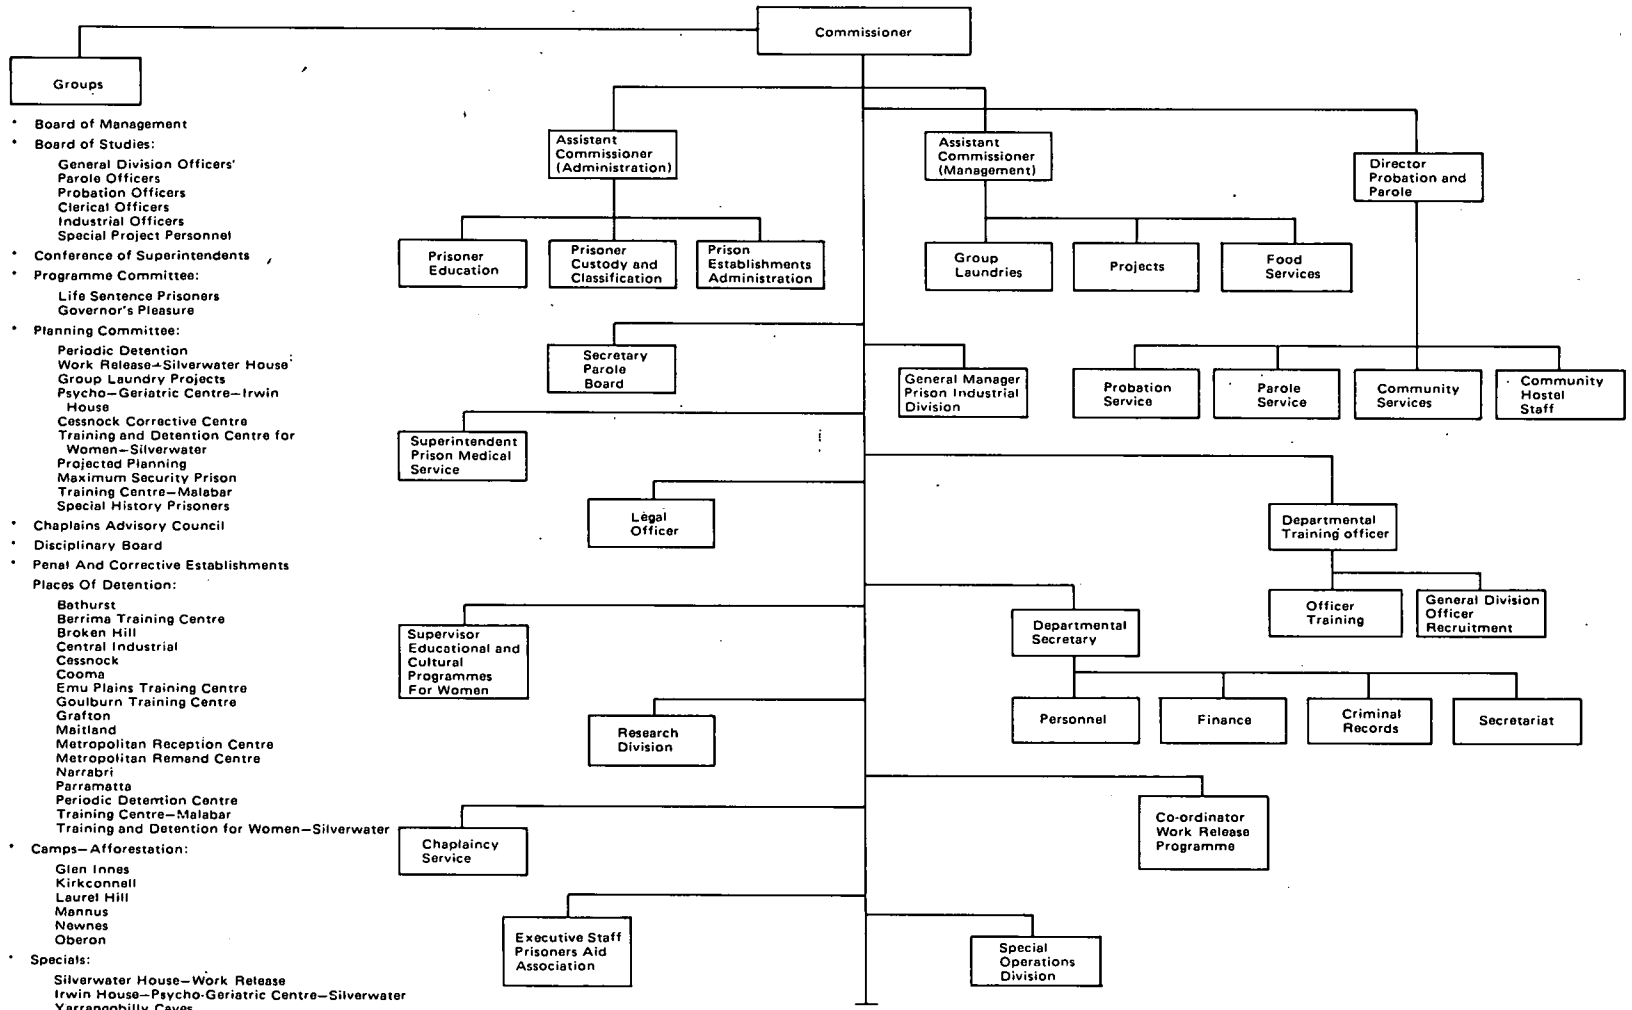 Commissioner
Groups
* Board of Management
* Board of Studies:
General Division Officers'
Parole Officers
Probation Officers
Clerical Officers
Industrial Officers
Special Project Personnel
* Conference of Superintendents
* Programme Committee:
Life Sentence Prisoners
Governor's Pleasure
* Planning Committee:
Periodic Detention
Work Release—Silverwater House
Group Laundry Projects
Psycho—Geriatric Centre—Irwin
House
Cessnock Corrective Centre
Training and Detention Centre for
Women—Silverwater
Projected Planning
Maximum Security Prison
Training Centre—Malabar
Special History Prisoners
* Chaplains Advisory Council
* Disciplinary Board
* Penal And Corrective Establishments
Places Of Detention:
Bathurst
Berrima Training Centre
Broken Hill
Central Industrial
Cessnock
Cooma
Emu Plains Training Centre
Goulburn Training Centre
Grafton
Maitland
Metropolitan Reception Centre
Metropolitan Remand Centre
Narrabri
Parramatta
Periodic Detention Centre
Training Centre—Malabar
Training and Detention for Women—Silverwater
* Camps—Afforestation:
Glen Innes
Kirkconnell
Laurel Hill
Mannus
Newnes
Oberon
* Specials:
Silverwater House—Work Release
Irwin House—Psycho-Geriatric Centre—Silverwater
Yarrangobilly Caves
Assistant
Commissioner
(Administration)
Assistant
Commissioner
(Management)
Director
Probation and
Parole
Prisoner
Education
Prisoner
Custody and
Classification
Prison
Establishments
Administration
Group
Laundries
Projects
Food
Services
Secretary
Parole
Board
General Manager
Prison Industrial
Division
Probation
Service
Parole
Service
Community
Services
Community
Hostel
Staff
Superintendent
Prison Medical
Service
Legal
Officer
Departmental
Training officer
Officer
Training
General Division
Officer
Recruitment
Supervisor
Educational and
Cultural
Programmes
For Women
Departmental
Secretary
Personnel
Finance
Criminal
Records
Secretariat
Research
Division
Co-ordinator
Work Release
Programme
Chaplaincy
Service
Executive Staff
Prisoners Aid
Association
Special
Operations
Division